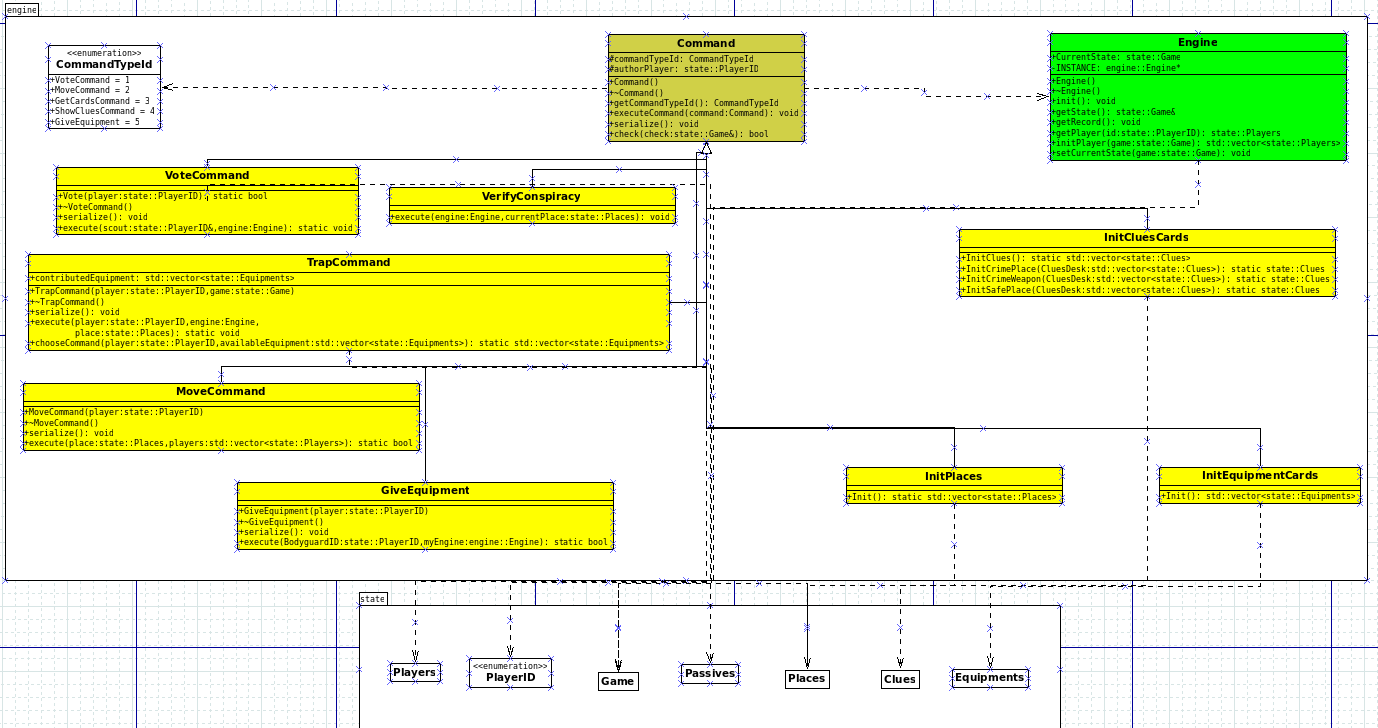 engine
<<enumeration>>
CommandTypeId
+VoteCommand = 1
+MoveCommand = 2
+GetCardsCommand = 3
+ShowCluesCommand = 4
+GiveEquipment = 5
Command
#commandTypeId: CommandTypeId
#authorPlayer: state::PlayerID
+Command()
+~Command()
+getCommandTypeId(): CommandTypeId
+executeCommand(command:Command): void
+serialize(): void
+check(check:state::Game&): bool
Engine
+CurrentState: state::Game
-INSTANCE: engine::Engine*
+Engine()
+~Engine()
+init(): void
+getState(): state::Game&
+getRecord(): void
+getPlayer(id:state::PlayerID): state::Players
+initPlayer(game:state::Game): std::vector<state::Players>
+setCurrentState(game:state::Game): void
VoteCommand
+Vote(player:state::PlayerID): static bool
+~VoteCommand()
+serialize(): void
+execute(scout:state::PlayerID&,engine:Engine): static void
VerifyConspiracy
+execute(engine:Engine,currentPlace:state::Places): void
InitCluesCards
+InitClues(): static std::vector<state::Clues>
+InitCrimePlace(CluesDesk:std::vector<state::Clues>): static state::Clues
+InitCrimeWeapon(CluesDesk:std::vector<state::Clues>): static state::Clues
+InitSafePlace(CluesDesk:std::vector<state::Clues>): static state::Clues
TrapCommand
+contributedEquipment: std::vector<state::Equipments>
+TrapCommand(player:state::PlayerID,game:state::Game)
+~TrapCommand()
+serialize(): void
+execute(player:state::PlayerID,engine:Engine,
place:state::Places): static void
+chooseCommand(player:state::PlayerID,availableEquipment:std::vector<state::Equipments>): static std::vector<state::Equipments>
MoveCommand
+MoveCommand(player:state::PlayerID)
+~MoveCommand()
+serialize(): void
+execute(place:state::Places,players:std::vector<state::Players>): static bool
GiveEquipment
+GiveEquipment(player:state::PlayerID)
+~GiveEquipment()
+serialize(): void
+execute(BodyguardID:state::PlayerID,myEngine:engine::Engine): static bool
InitPlaces
+Init(): static std::vector<state::Places>
InitEquipmentCards
+Init(): std::vector<state::Equipments>
state
Players
<<enumeration>>
PlayerID
Game
Passives
Places
Clues
Equipments